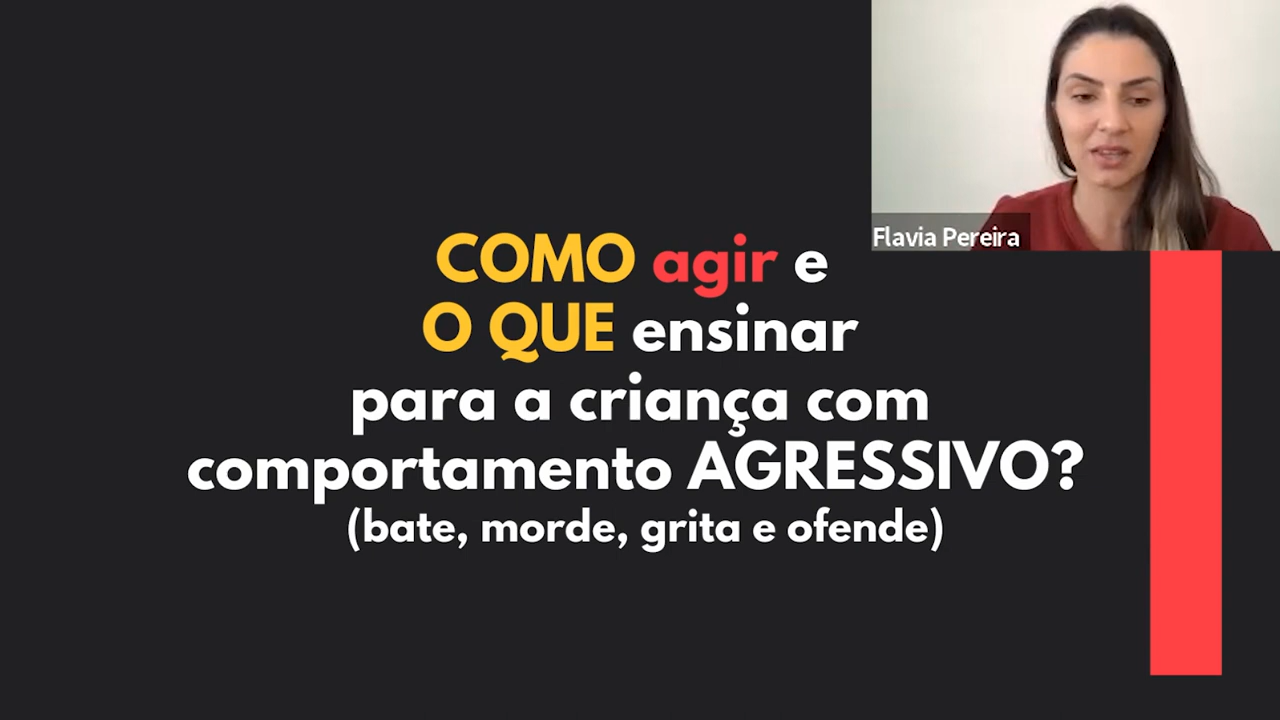 Flavia Pereira
COMO agir e
O QUE ensinar
para a criança com
comportamento AGRESSIVO?
(bate, morde, grita e ofende)